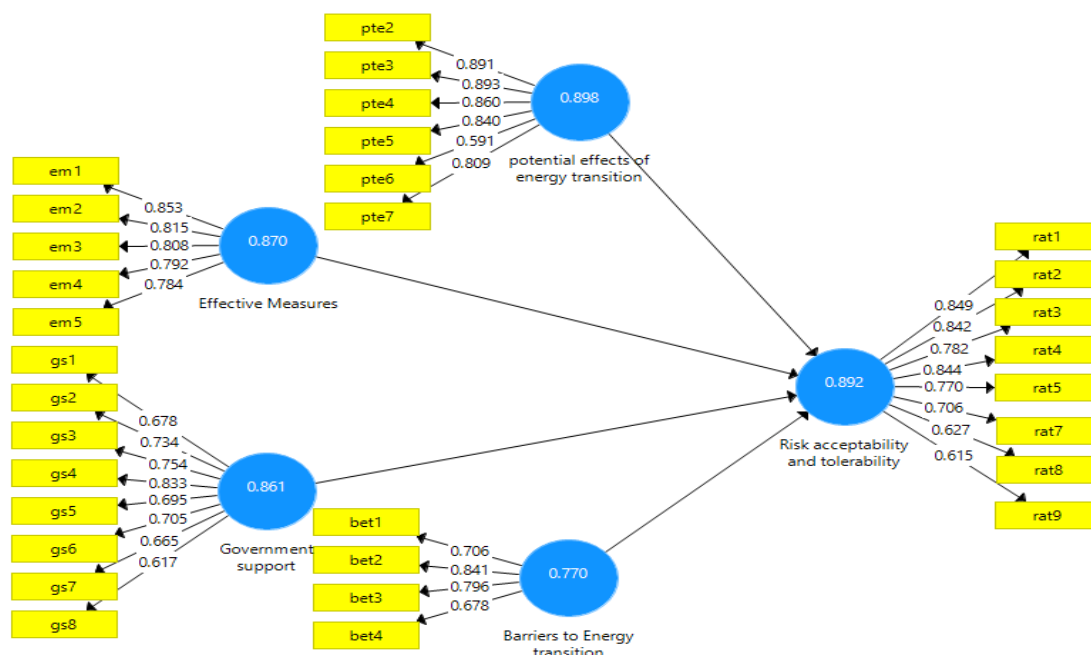 pte2
pte3
pte4
pte5
pte6
pte7
0.891
0.893
0.860
0.840
0.591
0.809
0.898
potential effects of
energy transition
em1
em2
em3
em4
em5
0.853
0.815
0.808
0.792
0.784
0.870
Effective Measures
gs1
gs2
gs3
gs4
gs5
gs6
gs7
gs8
0.678
0.734
0.754
0.833
0.695
0.705
0.665
0.617
0.861
Government
support
bet1
bet2
bet3
bet4
0.706
0.841
0.796
0.678
0.770
Barriers to Energy
transition
0.892
Risk acceptability
and tolerability
0.849
0.842
0.782
0.844
0.770
0.706
0.627
0.615
rat1
rat2
rat3
rat4
rat5
rat7
rat8
rat9